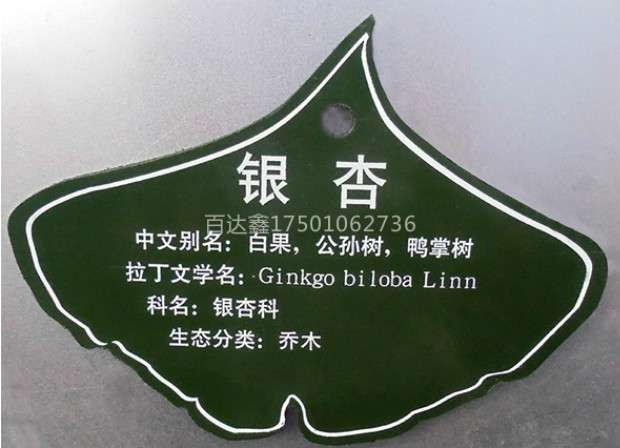 银杏
百达鑫17501062736
中文别名：白果，公孙树，鸭掌树
拉丁文学名：Ginkgo biloba Linn
科名：银杏科
生态分类：乔木